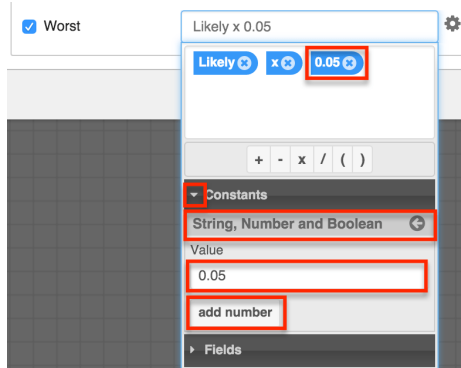 Worst
Likely x 0.05
Likely x 0.05
+ - x / ( )
Constants
String, Number and Boolean
Value
0.05
add number
Fields